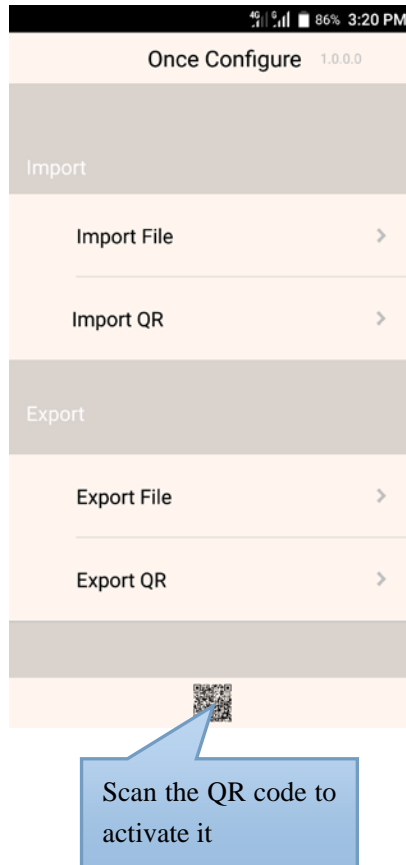 4G 86% 3:20 PM
Once Configure 1.0.0.0
Import
Import File
Import QR
Export
Export File
Export QR
Scan the QR code to
activate it